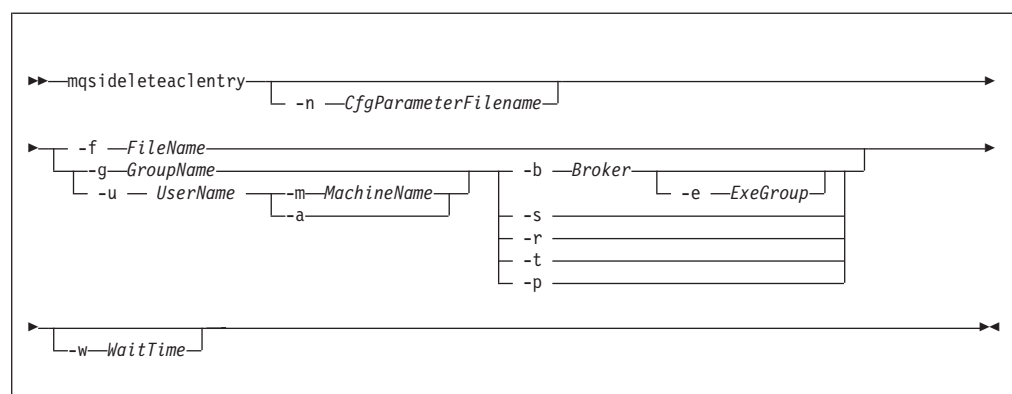 mqsideleteaclentry
-n CfgParameterFilename
-f FileName
-g GroupName -b Broker
-u UserName -m MachineName -e ExeGroup
-a -s
-r
-t
-p
-w WaitTime